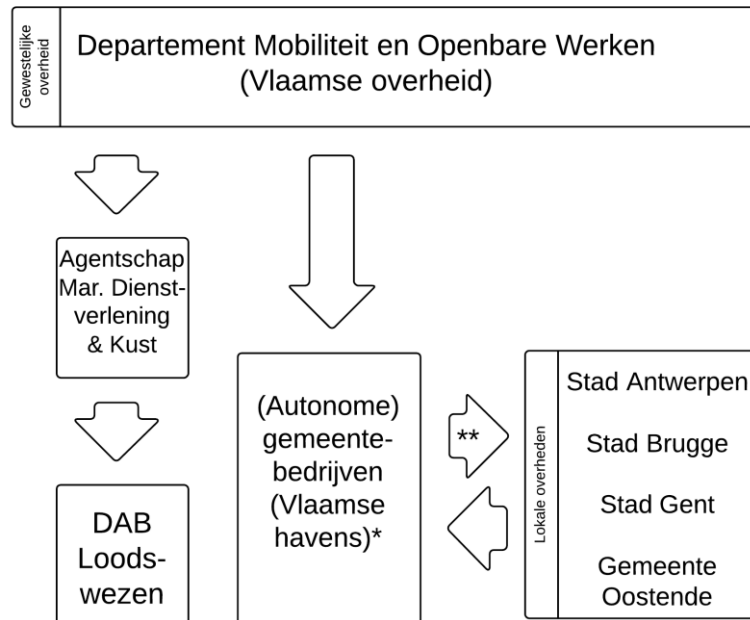 Gewestelijke
overheid
Departement Mobiliteit en Openbare Werken
(Vlaamse overheid)
Agentschap
Mar. Dienst-
verlening
& Kust
DAB
Loods-
wezen
(Autonome)
gemeente-
bedrijven
(Vlaamse
havens)*
**
Lokale overheden
Stad Antwerpen
Stad Brugge
Stad Gent
Gemeente
Oostende